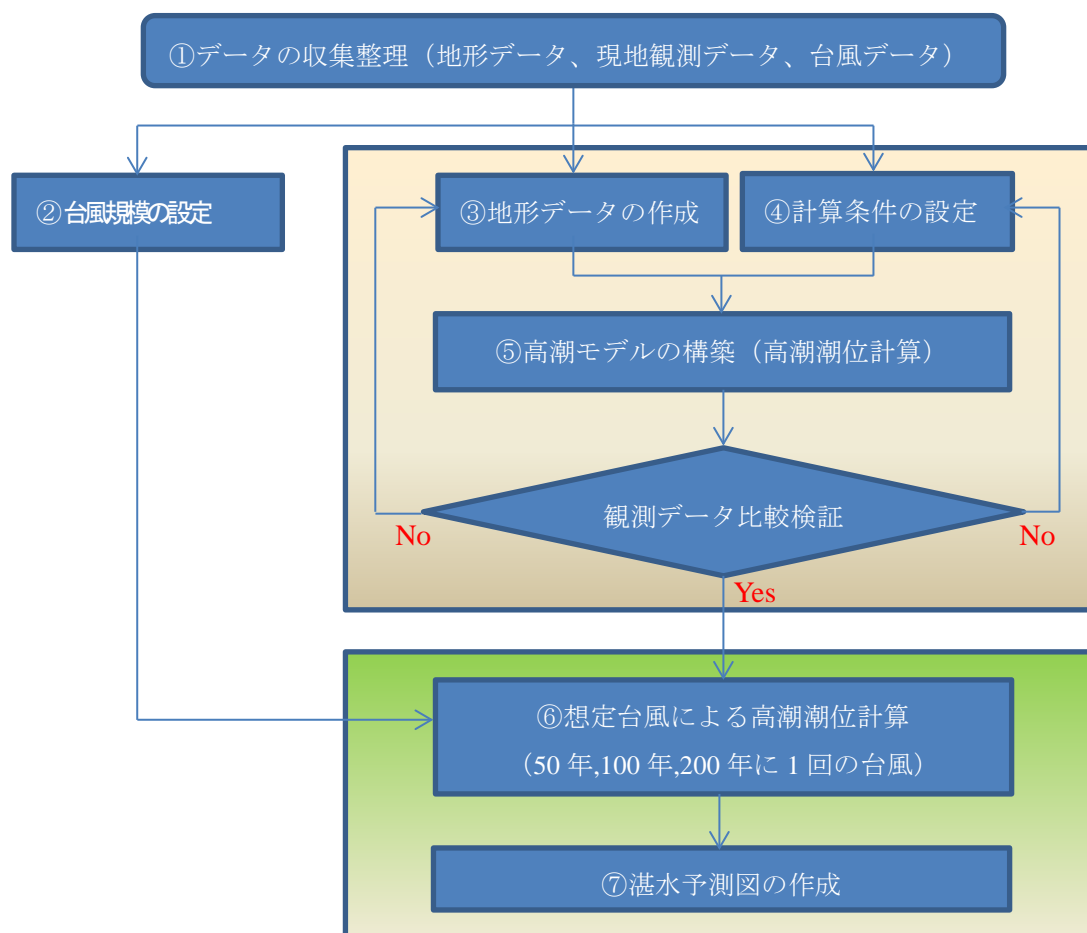 ①データの収集整理（地形データ、現地観測データ、台風データ）
②台風規模の設定
③地形データの作成
④計算条件の設定
⑤高潮モデルの構築（高潮潮位計算）
観測データ比較検証
No
No
Yes
⑥想定台風による高潮潮位計算
（50 年,100 年,200 年に 1 回の台風）
⑦湛水予測図の作成